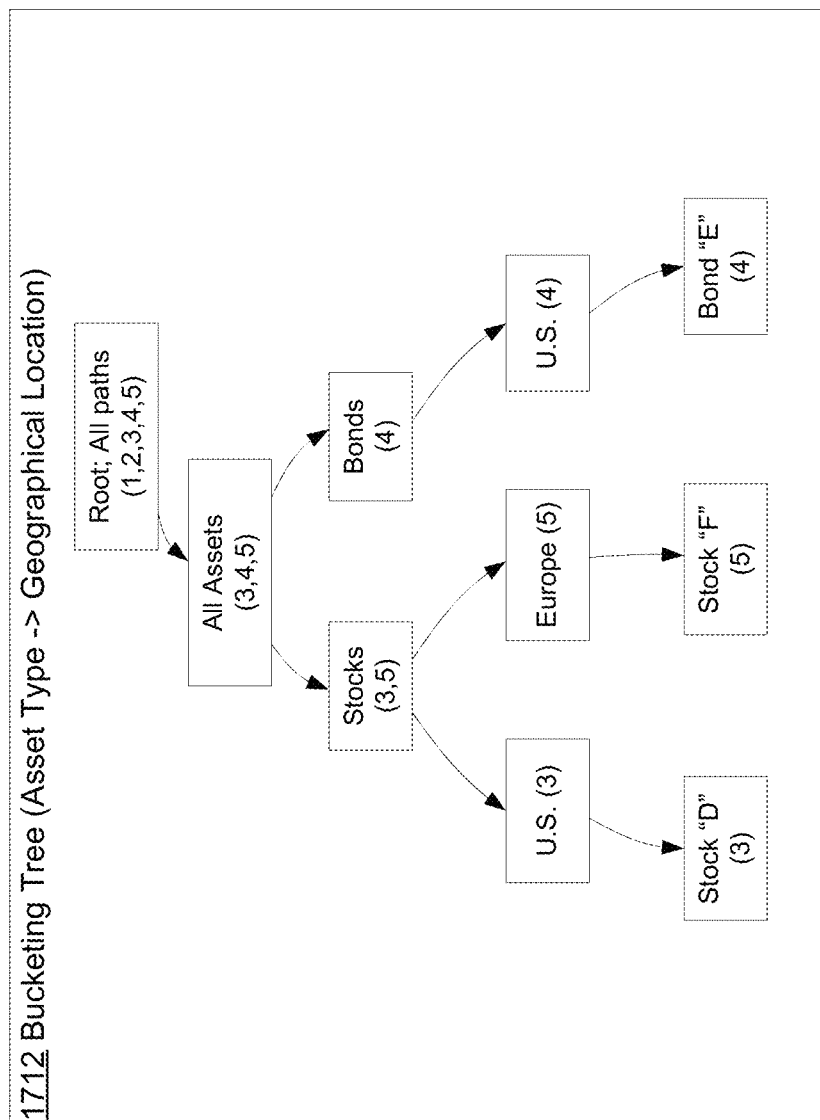 1712 Bucketing Tree (Asset Type -> Geographical Location)
Root; All paths
(1,2,3,4,5)
All Assets
(3,4,5)
Stocks
(3,5)
Bonds
(4)
U.S. (3)
Europe (5)
U.S. (4)
Stock “D”
(3)
Stock “F”
(5)
Bond “E”
(4)